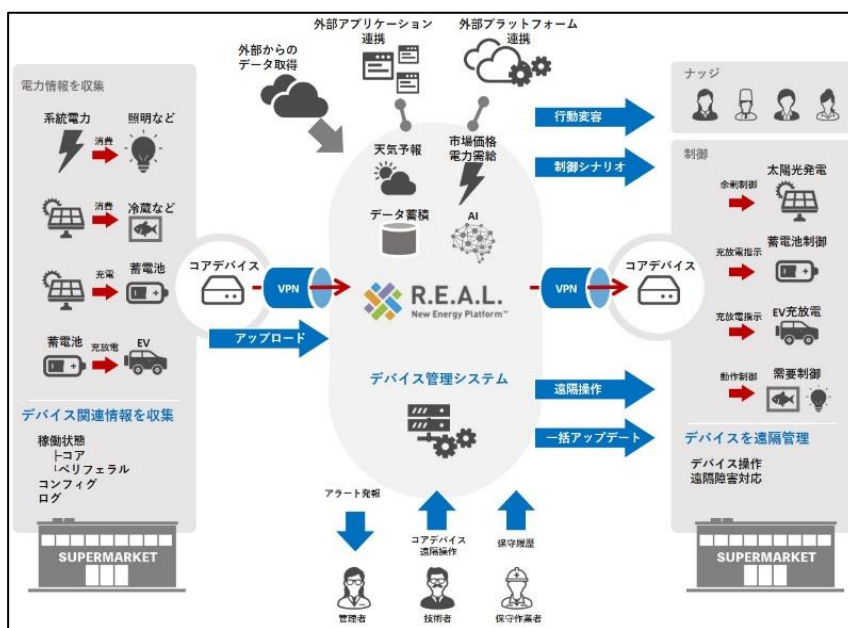 外部アプリケーション
連携
外部プラットフォーム
連携
外部からの
データ取得
電力情報を収集
系統電力
消費
照明など
消費
冷蔵など
充電
蓄電池
蓄電池
充放電
EV
デバイス関連情報を収集
稼働状態
├コア
└ペリフェラル
コンフィグ
ログ
SUPERMARKET
コアデバイス
VPN
アップロード
天気予報
市場価格
電力需給
データ蓄積
AI
R.E.A.L.
New Energy Platform™
デバイス管理システム
アラート発報
コアデバイス
遠隔操作
保守履歴
管理者
技術者
保守作業者
行動変容
制御シナリオ
VPN
コアデバイス
遠隔操作
一括アップデート
ナッジ
制御
余剰制御
太陽光発電
充放電指示
蓄電池制御
充放電指示
EV充放電
動作制御
需要制御
デバイスを遠隔管理
デバイス操作
遠隔障害対応
SUPERMARKET